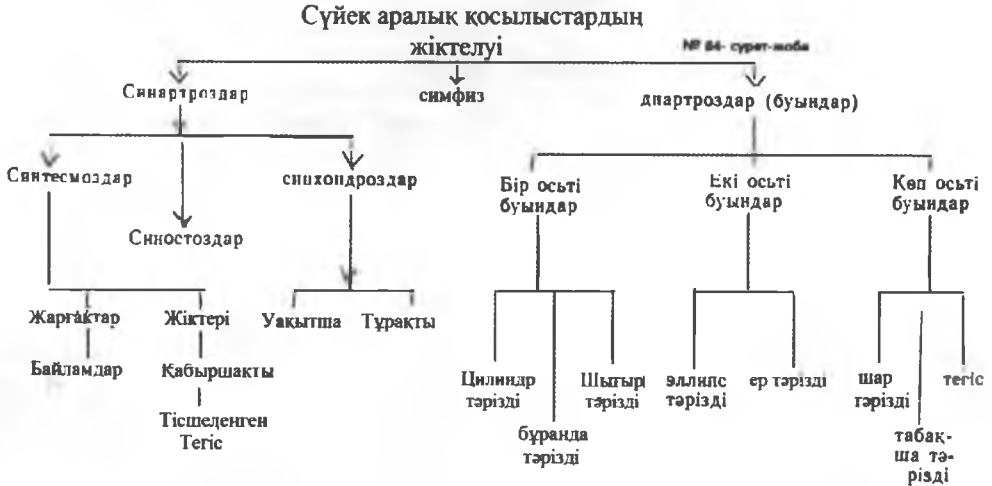 Сүйек аралық қосылыстардың
жіктелуі
№ 84- сурет-жоба
Синартроздар
симфиз
диартроздар (буындар)
Синтесмоздар
Синостоздар
синхондроздар
Бір осьті
буындар
Екі осьті
буындар
Көп осьті
буындар
Жарғақтар
Байламдар
Жіктері
Қабыршақты
Тісшеленген
Тегіс
Уақытша
Тұрақты
Цилиндр
тәрізді
бұранда
тәрізді
Шығыр
тәрізді
эллипс
тәрізді
ер тәрізді
шар
тәрізді
табақ-
ша тә-
різді
тегіс